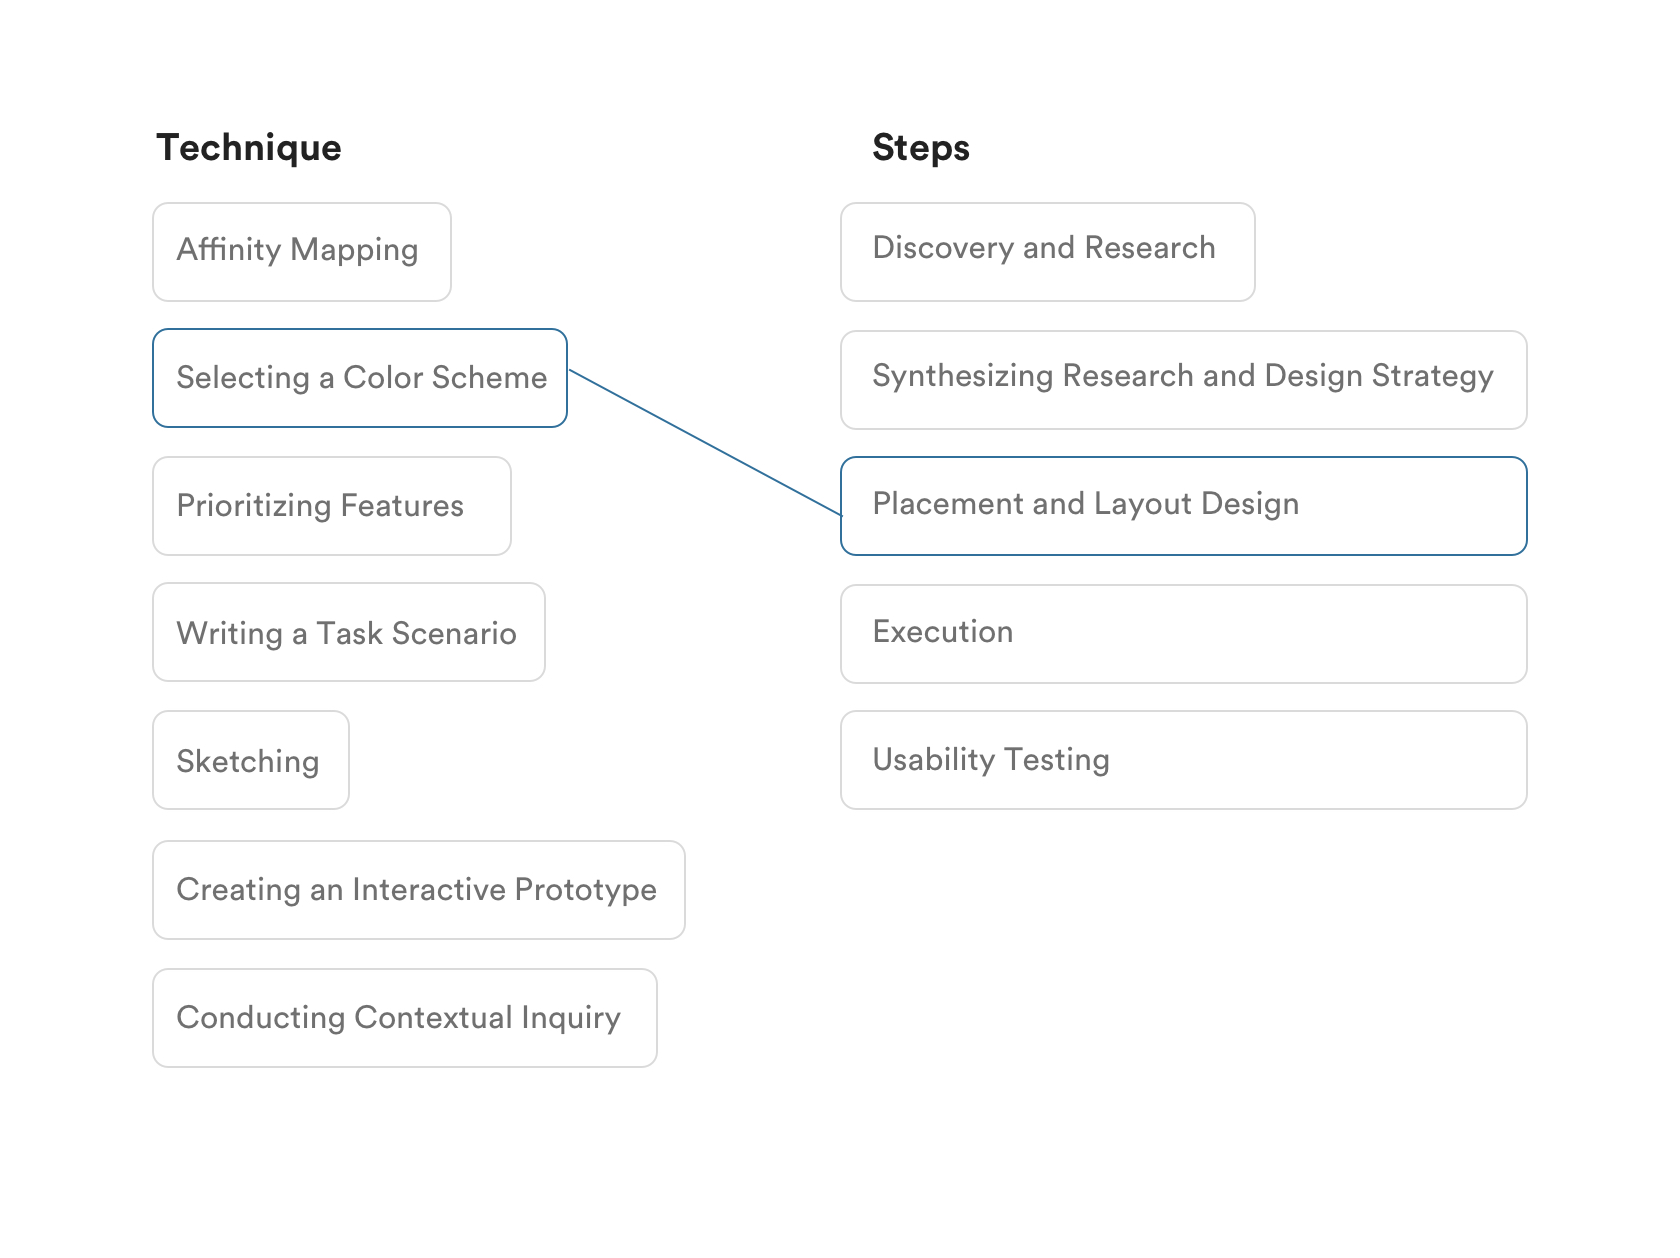 Technique
Affinity Mapping
Selecting a Color Scheme
Prioritizing Features
Writing a Task Scenario
Sketching
Creating an Interactive Prototype
Conducting Contextual Inquiry
Steps
Discovery and Research
Synthesizing Research and Design Strategy
Placement and Layout Design
Execution
Usability Testing